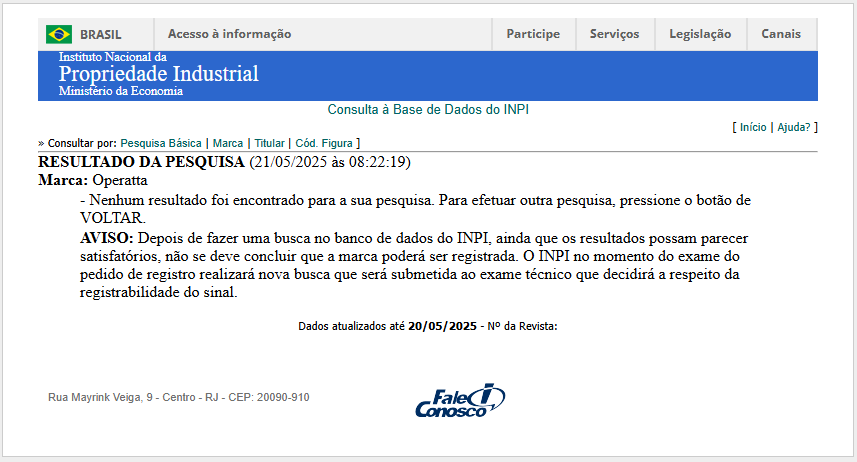 BRASIL
Acesso à informação
Participe
Serviços
Legislação
Canais
Instituto Nacional da
Propriedade Industrial
Ministério da Economia
Consulta à Base de Dados do INPI
[ Início | Ajuda? ]
» Consultar por: Pesquisa Básica | Marca | Titular | Cód. Figura ]
RESULTADO DA PESQUISA (21/05/2025 às 08:22:19)
Marca: Operatta
- Nenhum resultado foi encontrado para a sua pesquisa. Para efetuar outra pesquisa, pressione o botão de
VOLTAR.
AVISO: Depois de fazer uma busca no banco de dados do INPI, ainda que os resultados possam parecer
satisfatórios, não se deve concluir que a marca poderá ser registrada. O INPI no momento do exame do
pedido de registro realizará nova busca que será submetida ao exame técnico que decidirá a respeito da
registrabilidade do sinal.
Dados atualizados até 20/05/2025 - Nº da Revista:
Rua Mayrink Veiga, 9 - Centro - RJ - CEP: 20090-910
Fale
Conosco